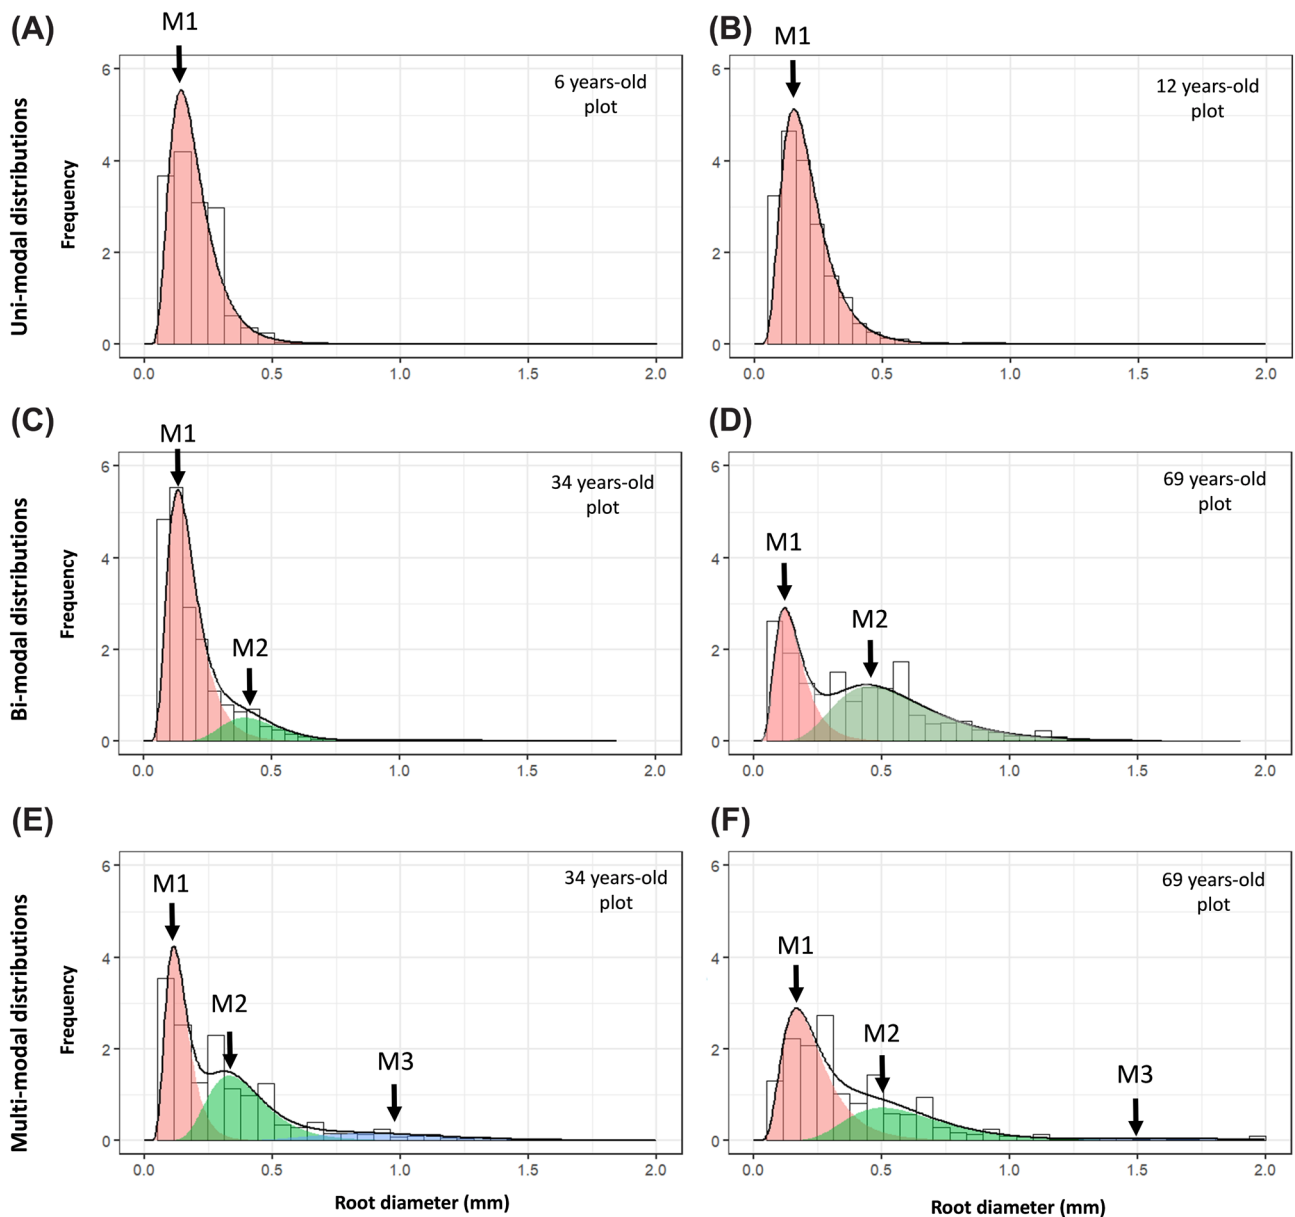 (A)
M1
6 years-old
plot
6
4
2
0
0.0 0.5 1.0 1.5 2.0
Frequency
Uni-modal distributions
(B)
M1
12 years-old
plot
6
4
2
0
0.0 0.5 1.0 1.5 2.0
(C)
M1
M2
34 years-old
plot
6
4
2
0
0.0 0.5 1.0 1.5 2.0
Frequency
Bi-modal distributions
(D)
M1
M2
69 years-old
plot
6
4
2
0
0.0 0.5 1.0 1.5 2.0
(E)
M1
M2
M3
34 years-old
plot
6
4
2
0
0.0 0.5 1.0 1.5 2.0
Frequency
Multi-modal distributions
Root diameter (mm)
(F)
M1
M2
M3
69 years-old
plot
6
4
2
0
0.0 0.5 1.0 1.5 2.0
Root diameter (mm)